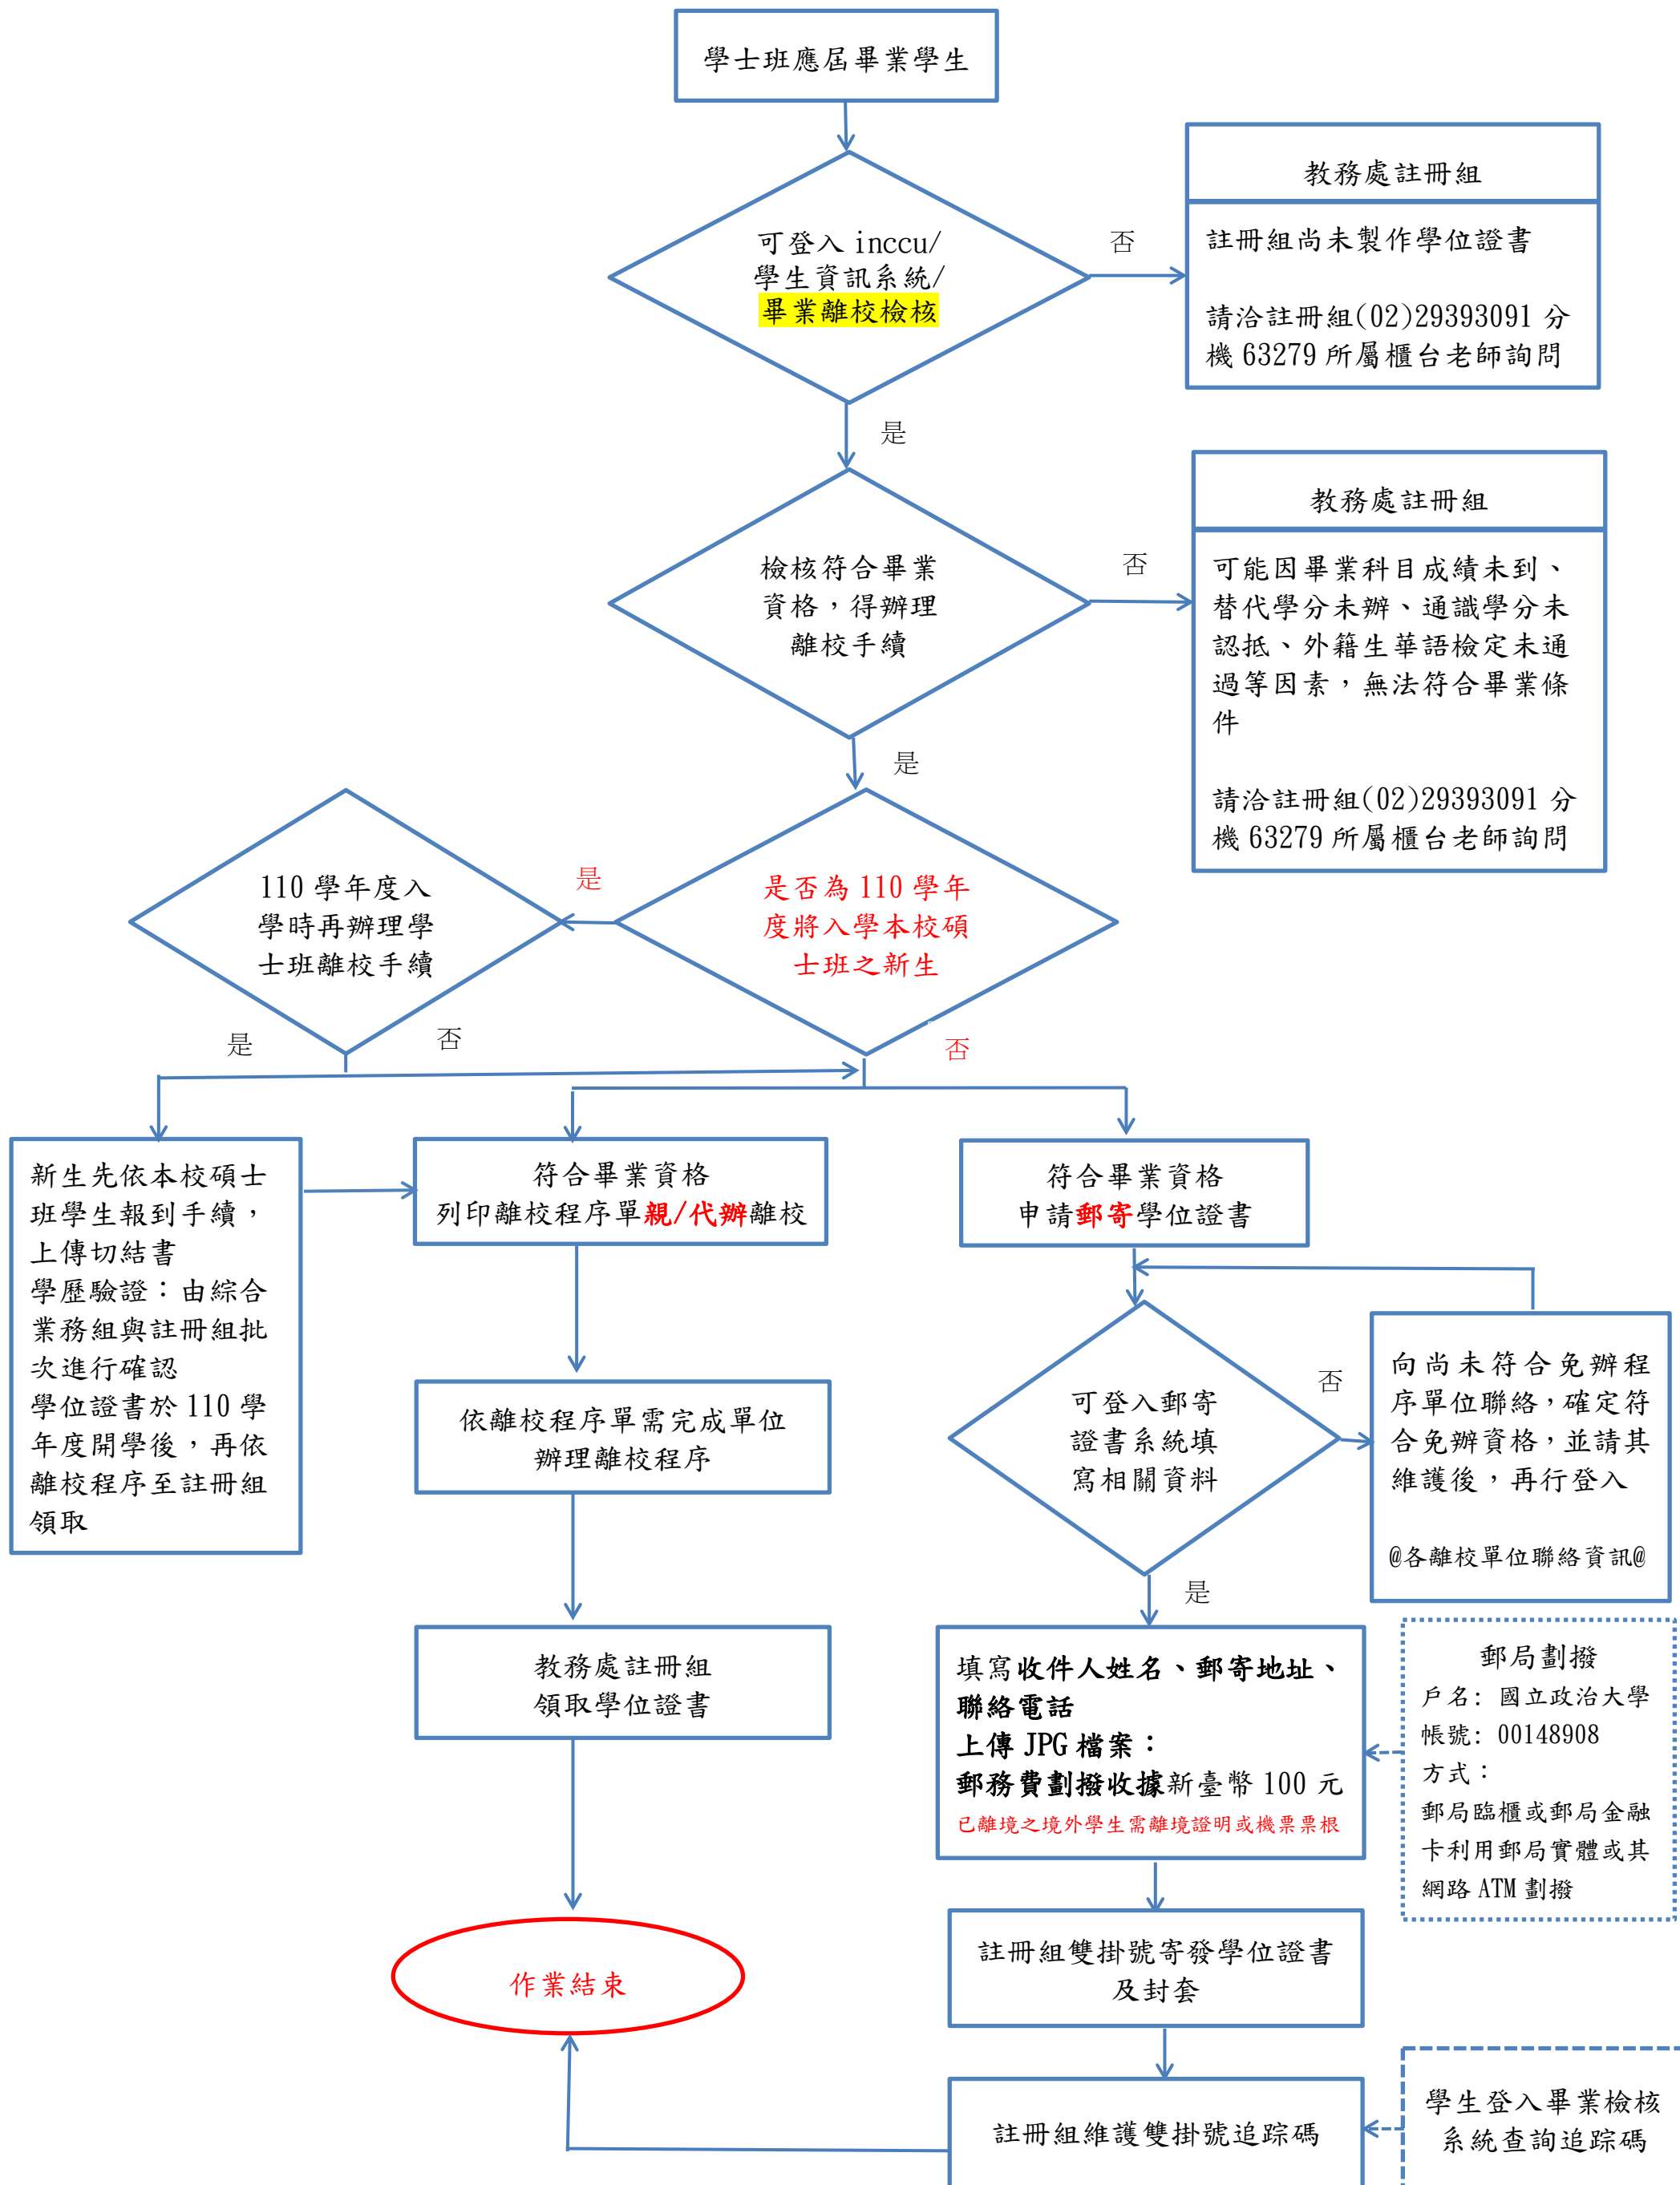 學士班應屆畢業學生
可登入 inccu/
學生資訊系統/
畢業離校檢核
否
教務處註冊組
註冊組尚未製作學位證書
請洽註冊組(02)29393091 分
機 63279 所屬櫃台老師詢問
是
檢核符合畢業
資格，得辦理
離校手續
否
教務處註冊組
可能因畢業科目成績未到、
替代學分未辦、通識學分未
認抵、外籍生華語檢定未通
過等因素，無法符合畢業條
件
請洽註冊組(02)29393091 分
機 63279 所屬櫃台老師詢問
是
是否為 110 學年
度將入學本校碩
士班之新生
是
110 學年度入
學時再辦理學
士班離校手續
是
否
否
新生先依本校碩士
班學生報到手續，
上傳切結書
學歷驗證：由綜合
業務組與註冊組批
次進行確認
學位證書於 110 學
年度開學後，再依
離校程序至註冊組
領取
符合畢業資格
列印離校程序單親/代辦離校
依離校程序單需完成單位
辦理離校程序
教務處註冊組
領取學位證書
作業結束
符合畢業資格
申請郵寄學位證書
可登入郵寄
證書系統填
寫相關資料
否
向尚未符合免辦程
序單位聯絡，確定符
合免辦資格，並請其
維護後，再行登入
@各離校單位聯絡資訊@
是
填寫收件人姓名、郵寄地址、
聯絡電話
上傳 JPG 檔案：
郵務費劃撥收據新臺幣 100 元
已離境之境外學生需離境證明或機票票根
郵局劃撥
戶名: 國立政治大學
帳號: 00148908
方式：
郵局臨櫃或郵局金融
卡利用郵局實體或其
網路 ATM 劃撥
註冊組雙掛號寄發學位證書
及封套
註冊組維護雙掛號追踪碼
學生登入畢業檢核
系統查詢追踪碼